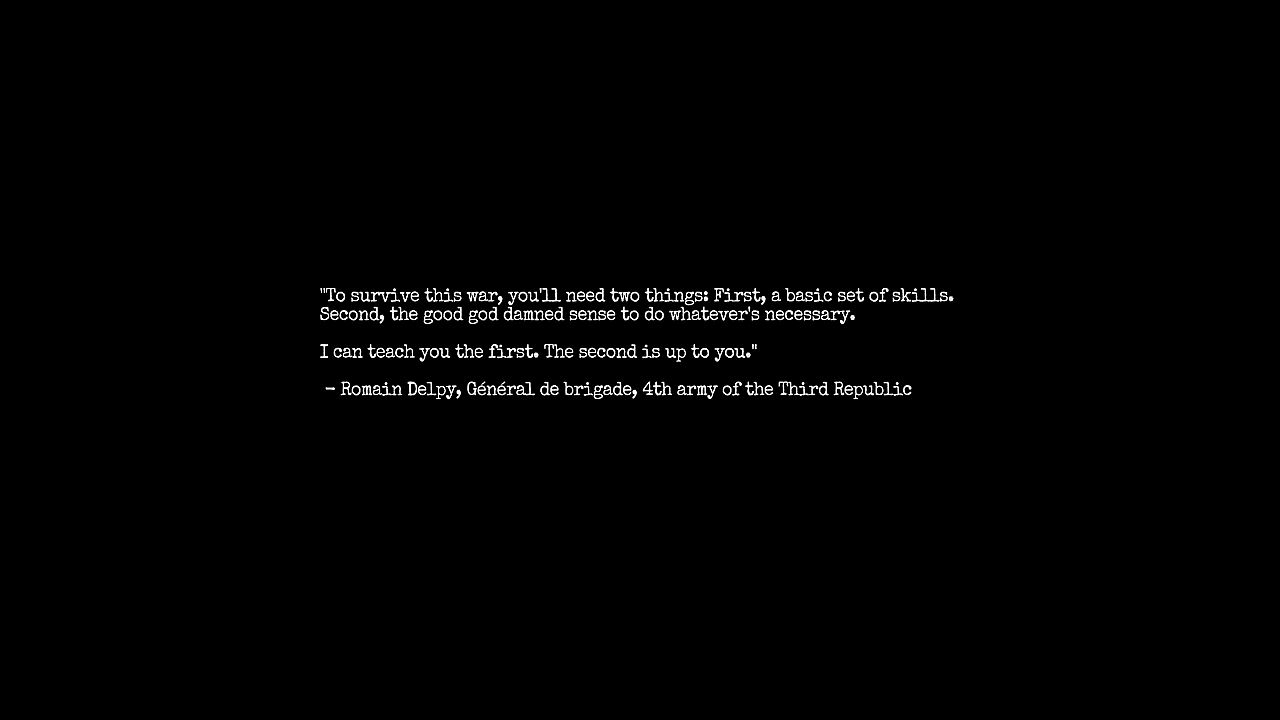 "To survive this war, you'll need two things: First, a basic set of skills.
Second, the good god damned sense to do whatever's necessary.
I can teach you the first. The second is up to you."
– Romain Delpy, Général de brigade, 4th army of the Third Republic